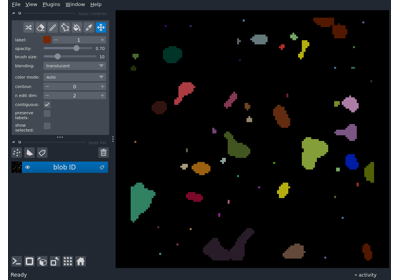 File View Plugins Window Help
label: 1
opacity: 0.70
brush size: 10
blending: translucent
color mode: auto
contour: 0
n edit dim: 2
contiguous:
preserve
labels:
show
selected:
blob ID
Ready
activity